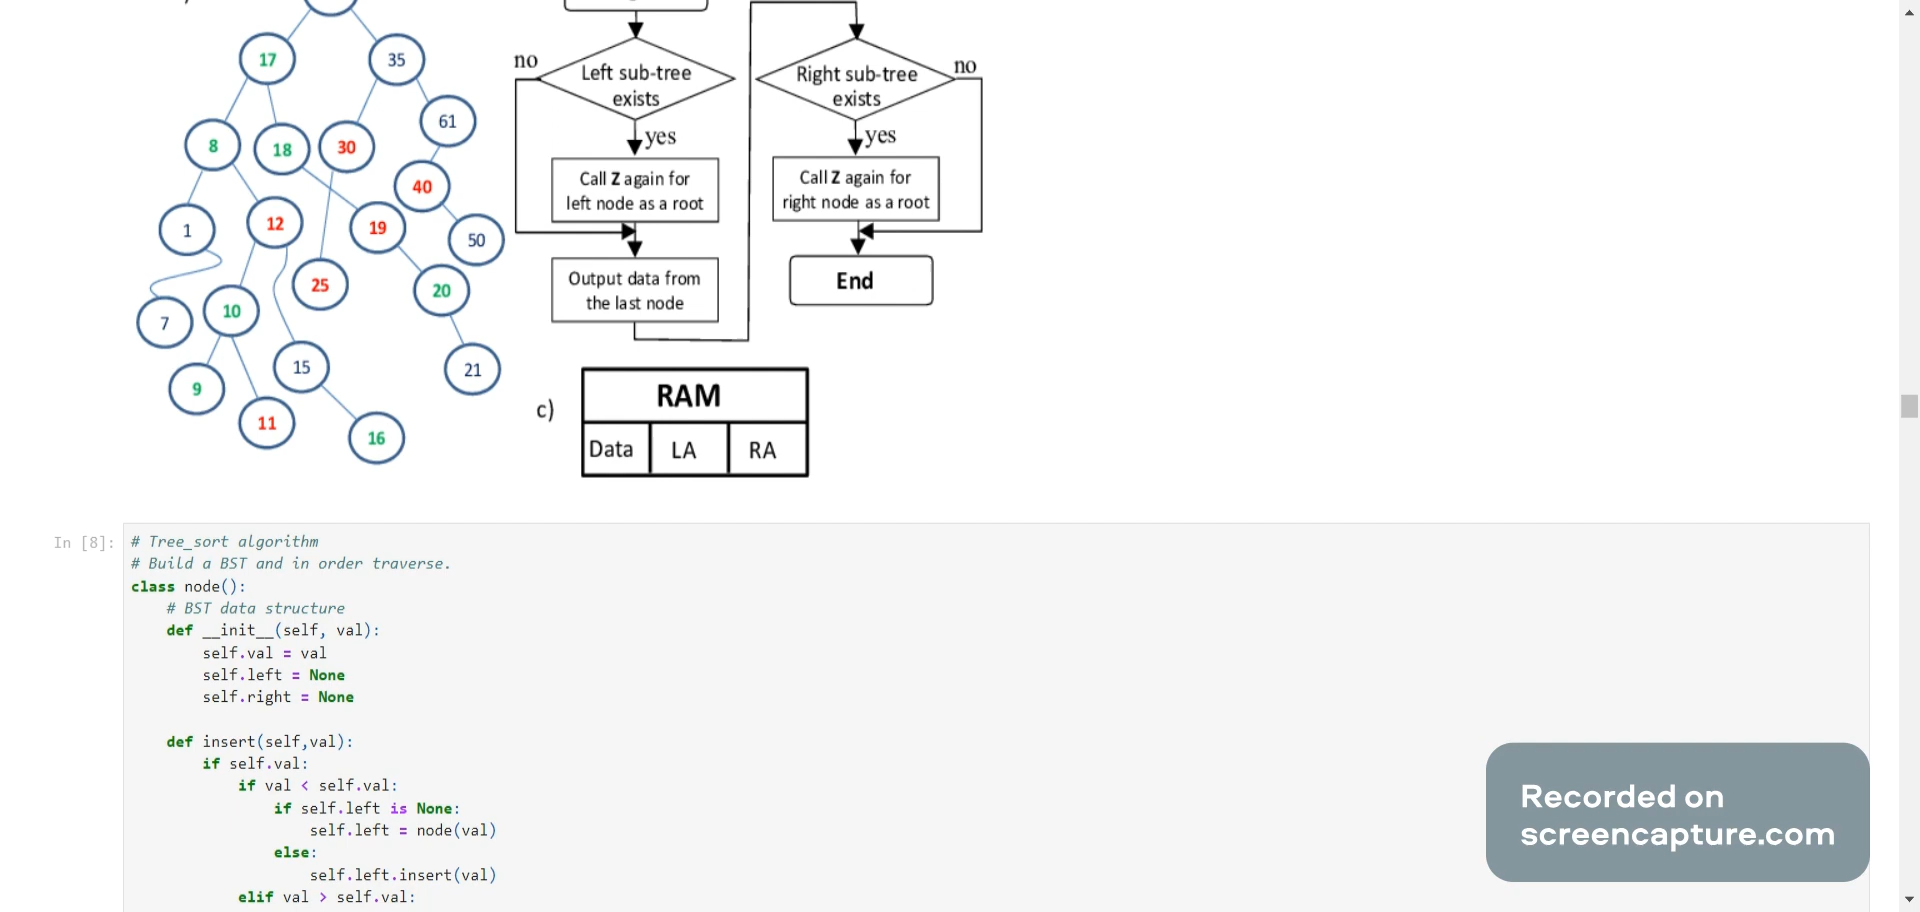 17
35
61
8
18
30
40
1
12
19
50
25
20
7
10
15
21
9
11
16
no
Left sub-tree
exists
yes
Call Z again for
left node as a root
Output data from
the last node
Right sub-tree
exists
no
yes
Call Z again for
right node as a root
End
c)
RAM
Data LA RA
In [8]:
# Tree_sort algorithm
# Build a BST and in order traverse.
class node():
    # BST data structure
    def __init__(self, val):
        self.val = val
        self.left = None
        self.right = None
    def insert(self,val):
        if self.val:
            if val < self.val:
                if self.left is None:
                    self.left = node(val)
                else:
                    self.left.insert(val)
            elif val > self.val:
Recorded on
screencapture.com